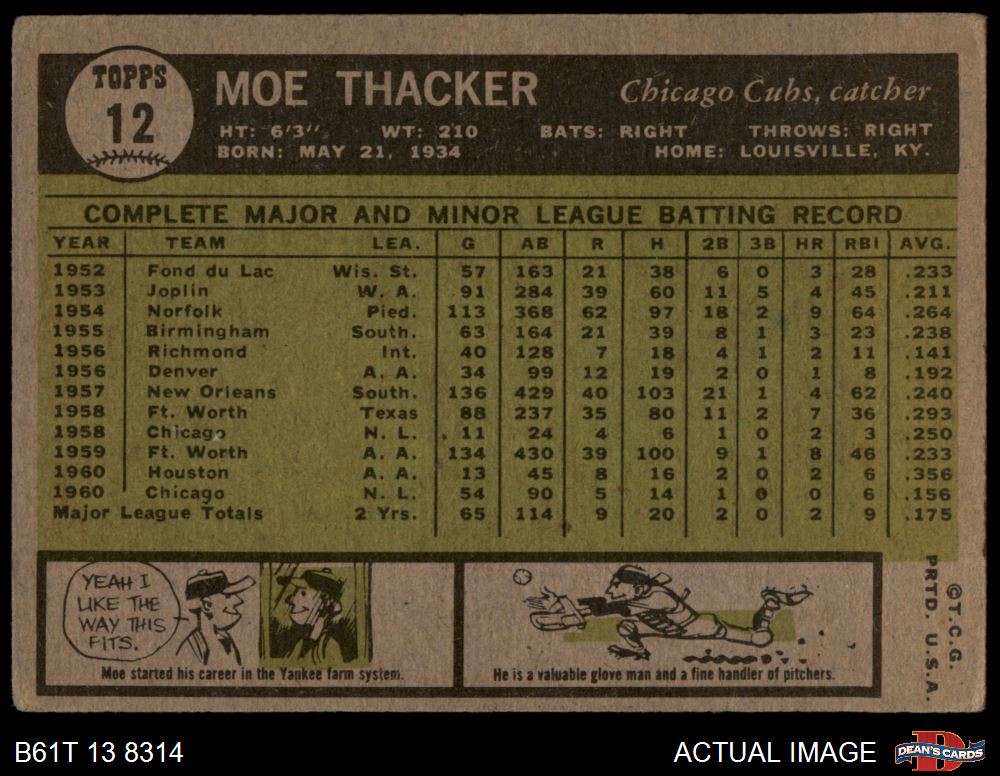 TOPPS
12
MOE THACKER
Chicago Cubs, catcher
HT: 6'3" WT: 210 BATS: RIGHT THROWS: RIGHT
BORN: MAY 21, 1934 HOME: LOUISVILLE, KY.
COMPLETE MAJOR AND MINOR LEAGUE BATTING RECORD
YEAR TEAM LEA. G AB R H 2B 3B HR RBI AVG.
1952 Fond du Lac Wis. St. 57 163 21 38 6 0 3 28 .233
1953 Joplin W. A. 91 284 39 60 11 5 4 45 .211
1954 Norfolk Pied. 113 368 62 97 18 2 9 64 .264
1955 Birmingham South. 63 164 21 39 8 1 3 23 .238
1956 Richmond Int. 40 128 7 18 4 1 2 11 .141
1956 Denver A. A. 34 99 12 19 2 0 1 8 .192
1957 New Orleans South. 136 429 40 103 21 1 4 62 .240
1958 Ft. Worth Texas 88 237 35 80 11 2 7 36 .293
1958 Chicago N. L. 11 24 4 6 1 0 2 3 .250
1959 Ft. Worth A. A. 134 430 39 100 9 1 8 46 .233
1960 Houston A. A. 13 45 8 16 2 0 2 6 .356
1960 Chicago N. L. 54 90 5 14 1 0 0 6 .156
Major League Totals 2 Yrs. 65 114 9 20 2 0 2 9 .175
YEAH I
LIKE THE
WAY THIS
FITS.
Moe started his career in the Yankee farm system.
He is a valuable glove man and a fine handler of pitchers.
©T.C.G.
PRTD. U.S.A.
B61T 13 8314
ACTUAL IMAGE
DEAN'S CARDS